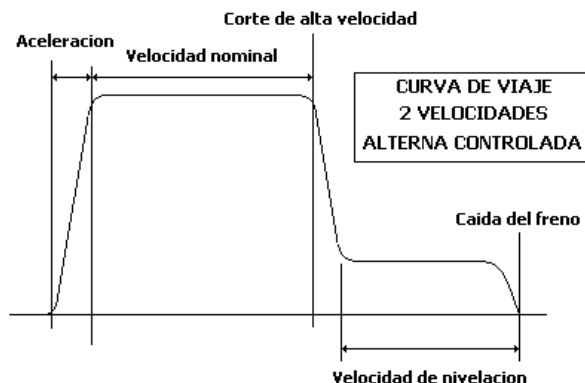 Corte de alta velocidad
Aceleracion
Velocidad nominal
CURVA DE VIAJE
2 VELOCIDADES
ALTERNA CONTROLADA
Caida del freno
Velocidad de nivelacion